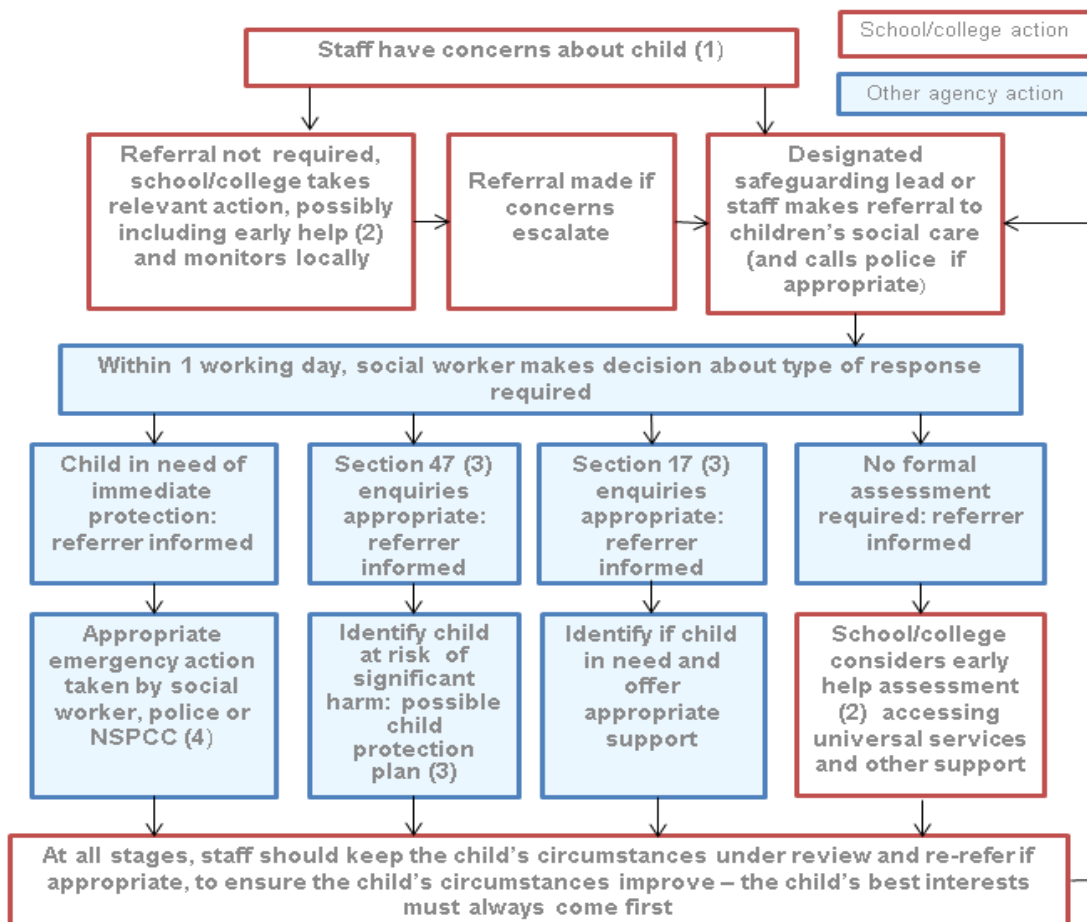 Staff have concerns about child (1)
School/college action
Other agency action
Referral not required,
school/college takes
relevant action, possibly
including early help (2)
and monitors locally
Referral made if
concerns
escalate
Designated
safeguarding lead or
staff makes referral to
children's social care
(and calls police if
appropriate)
Within 1 working day, social worker makes decision about type of response
required
Child in need of
immediate
protection:
referrer informed
Section 47 (3)
enquiries
appropriate:
referrer
informed
Section 17 (3)
enquiries
appropriate:
referrer
informed
No formal
assessment
required: referrer
informed
Appropriate
emergency action
taken by social
worker, police or
NSPCC (4)
Identify child
at risk of
significant
harm: possible
child
protection
plan (3)
Identify if child
in need and
offer
appropriate
support
School/college
considers early
help assessment
(2) accessing
universal services
and other support
At all stages, staff should keep the child's circumstances under review and re-refer if
appropriate, to ensure the child's circumstances improve – the child's best interests
must always come first